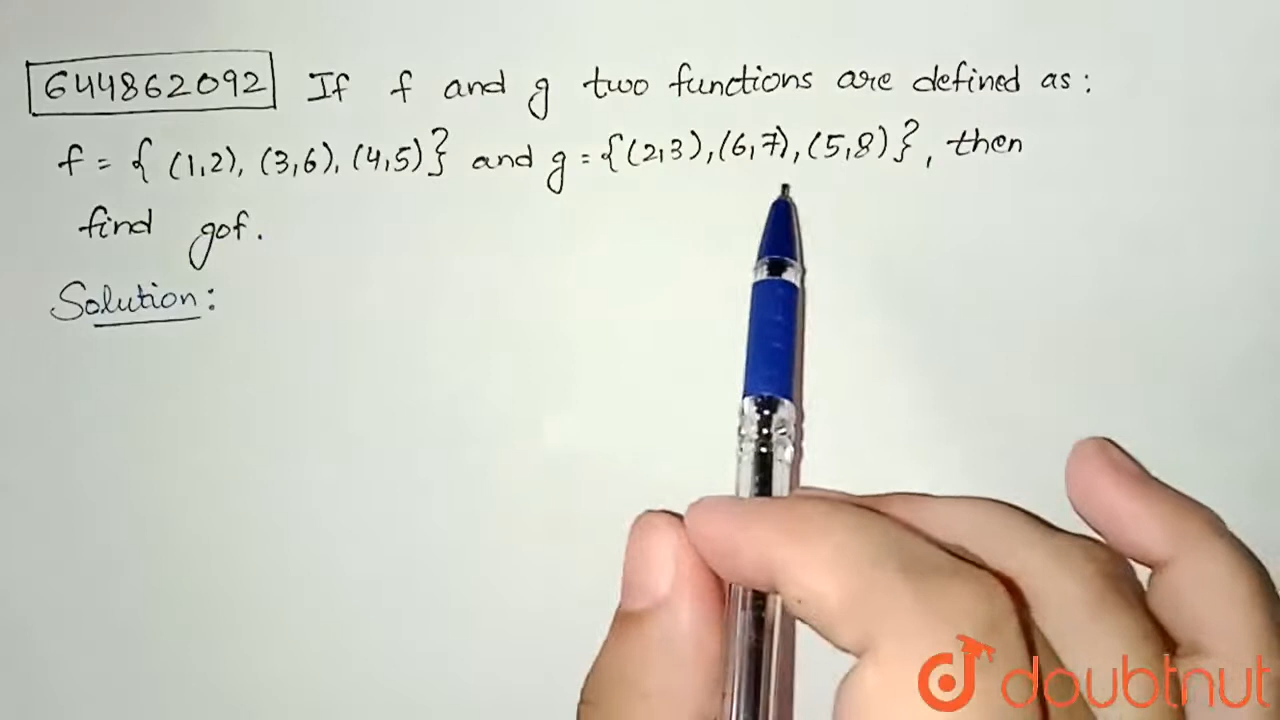 644862092 If f and g two functions are defined as:
f = { (1,2), (3,6), (4,5)} and g = {(2,3), (6,7), (5,8)}, then
find gof.
Solution:
doubtnut